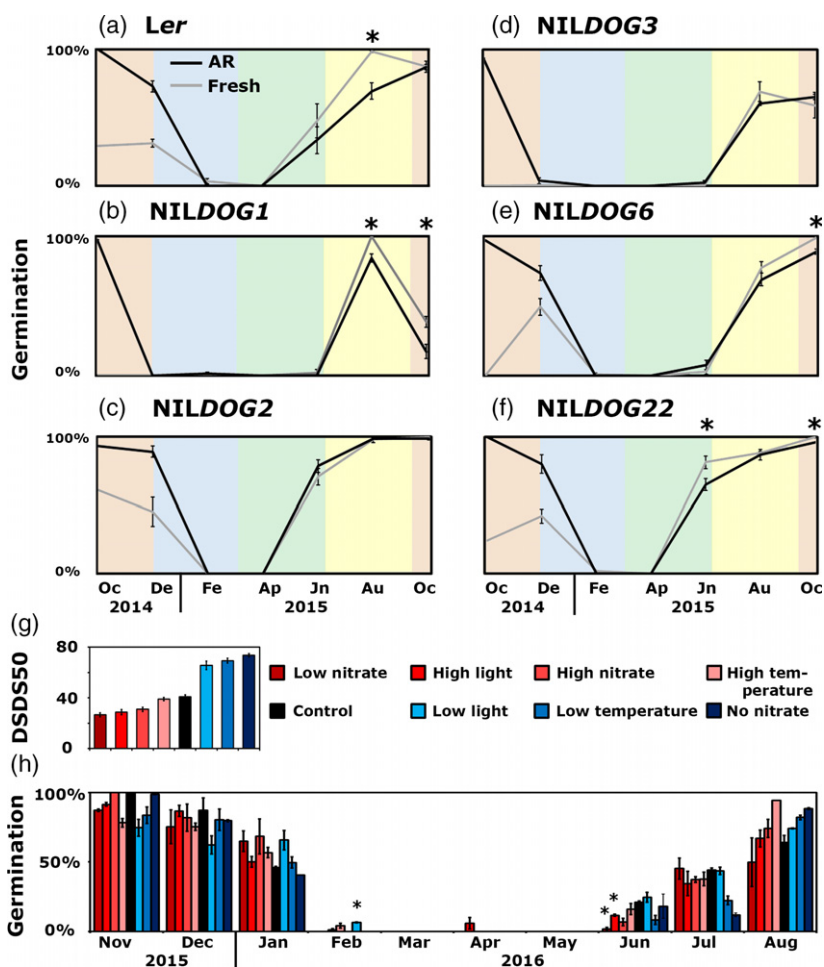 (a) Ler
(d) NILDOG3
100%
AR
Fresh
*
0%
(b) NILDOG1
(e) NILDOG6
100%
* *
*
0%
(c) NILDOG2
(f) NILDOG22
100%
* *
0%
Germination
Oc De Fe Ap Jn Au Oc
Oc De Fe Ap Jn Au Oc
2014 2015
2014 2015
(g)
DSDS50
80
40
0
Low nitrate High light High nitrate High tem-
perature
Control Low light Low temperature No nitrate
(h)
Germination
100%
50%
0%
*
* *
Nov Dec Jan Feb Mar Apr May Jun Jul Aug
2015 2016